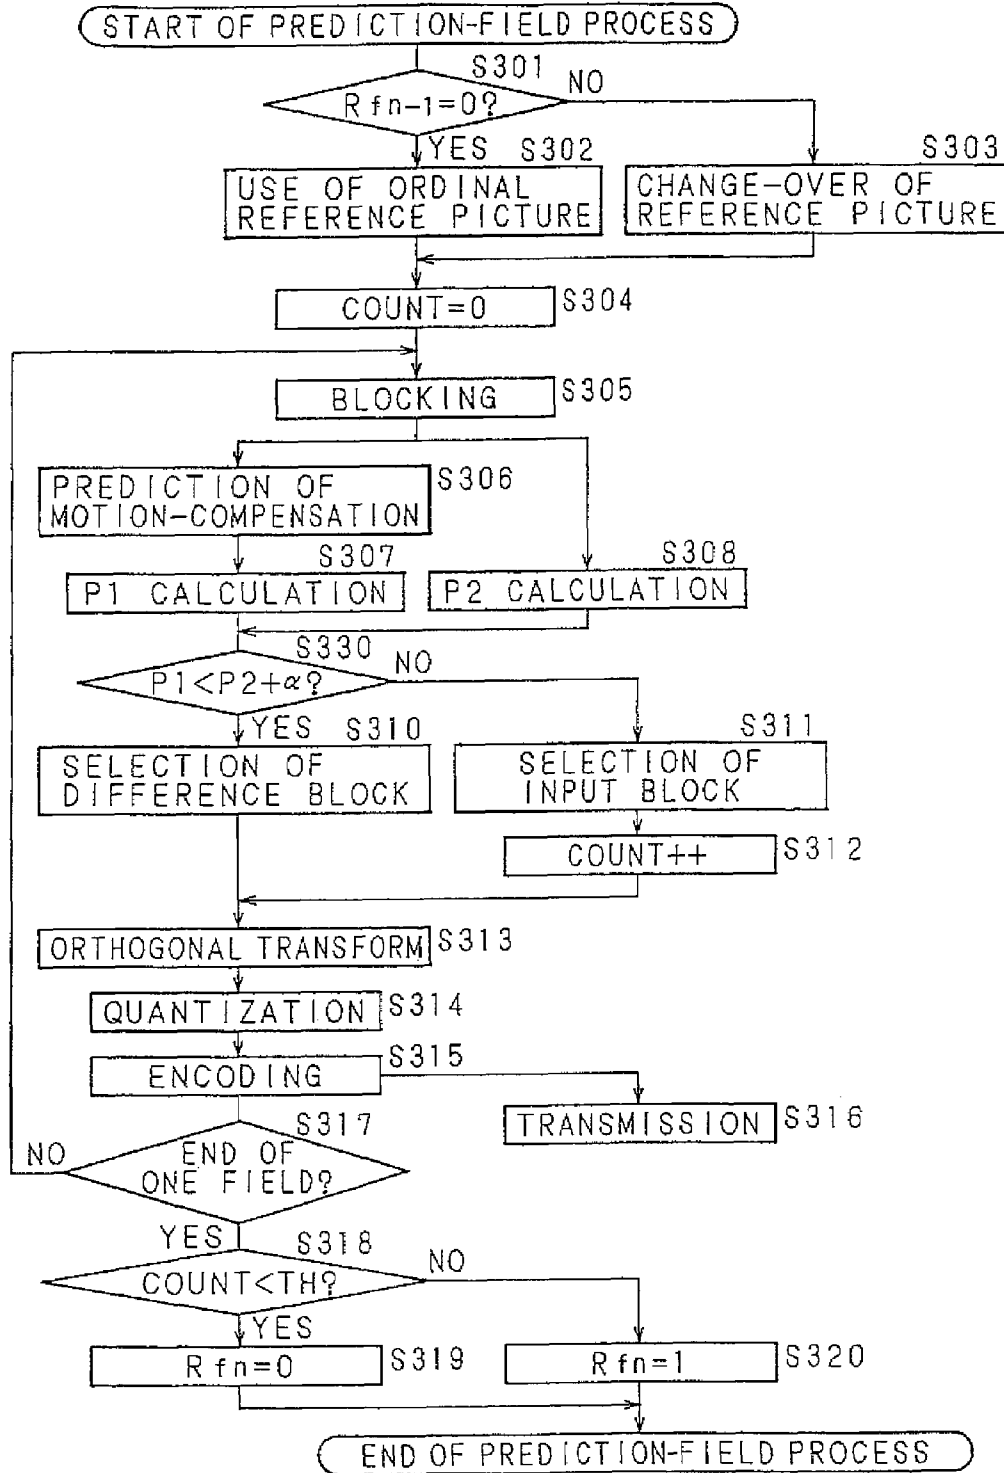 START OF PREDICTION-FIELD PROCESS
S301
Rfn-1=0?
NO
YES
S302
S303
USE OF ORDINAL
REFERENCE PICTURE
CHANGE-OVER OF
REFERENCE PICTURE
COUNT=0
S304
BLOCKING
S305
PREDICTION OF
MOTION-COMPENSATION
S306
S307
S308
P1 CALCULATION
P2 CALCULATION
S330
P1<P2+α?
NO
YES
S310
S311
SELECTION OF
DIFFERENCE BLOCK
SELECTION OF
INPUT BLOCK
COUNT++
S312
ORTHOGONAL TRANSFORM
S313
QUANTIZATION
S314
ENCODING
S315
TRANSMISSION
S316
S317
NO
END OF
ONE FIELD?
YES
S318
COUNT<TH?
NO
YES
Rfn=0
S319
Rfn=1
S320
END OF PREDICTION-FIELD PROCESS